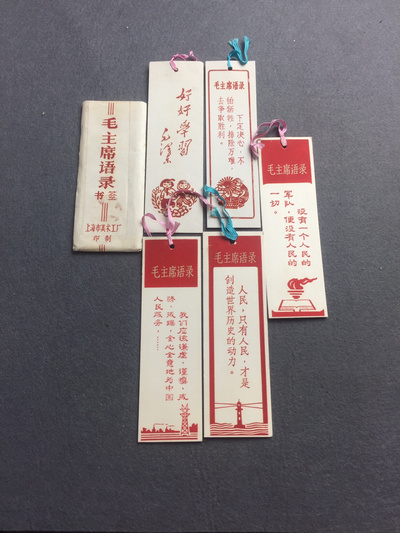 毛主席语录
书签
上海市美术工厂
印制
好好学习
毛主席语录
下定决心，不
怕牺牲，排除万难，
去争取胜利。
毛主席语录
没有一个人民的
军队，便没有人民的
一切。
毛主席语录
我们应该谦虚，谨慎，戒
骄，戒躁，全心全意地为中国
人民服务。……
毛主席语录
人民，只有人民，才是
创造世界历史的动力。